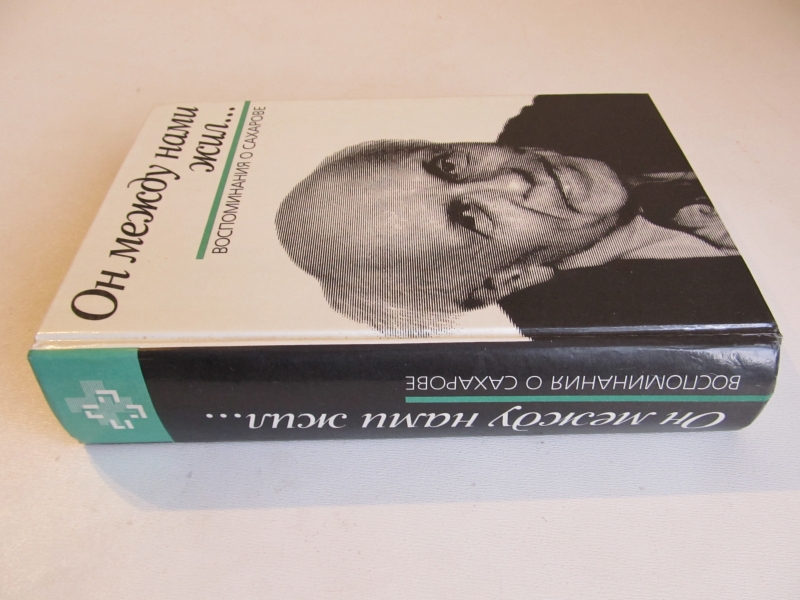 Он между нами
жил...
ВОСПОМИНАНИЯ О САХАРОВЕ
Он между нами жил...
ВОСПОМИНАНИЯ О САХАРОВЕ